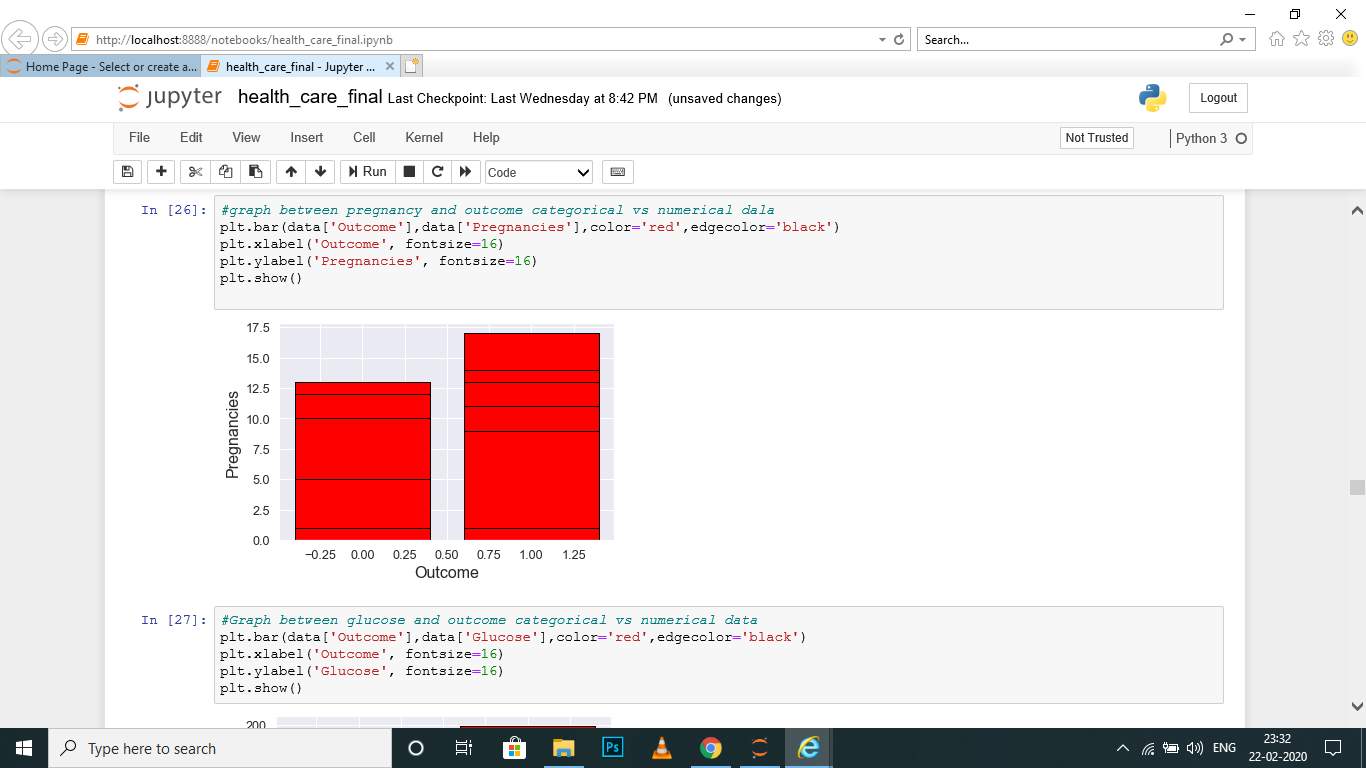 http://localhost:8888/notebooks/health_care_final.ipynb
Search...
Home Page - Select or create a...
health_care_final - Jupyter ...
jupyter health_care_final Last Checkpoint: Last Wednesday at 8:42 PM (unsaved changes)
Logout
File Edit View Insert Cell Kernel Help
Not Trusted
Python 3
Run
Code
In [26]:
#graph between pregnancy and outcome categorical vs numerical dala
plt.bar(data['Outcome'],data['Pregnancies'],color='red',edgecolor='black')
plt.xlabel('Outcome', fontsize=16)
plt.ylabel('Pregnancies', fontsize=16)
plt.show()
17.5
15.0
12.5
10.0
7.5
5.0
2.5
0.0
Pregnancies
−0.25 0.00 0.25 0.50 0.75 1.00 1.25
Outcome
In [27]:
#Graph between glucose and outcome categorical vs numerical data
plt.bar(data['Outcome'],data['Glucose'],color='red',edgecolor='black')
plt.xlabel('Outcome', fontsize=16)
plt.ylabel('Glucose', fontsize=16)
plt.show()
200
Type here to search
Ps
ENG
23:32
22-02-2020